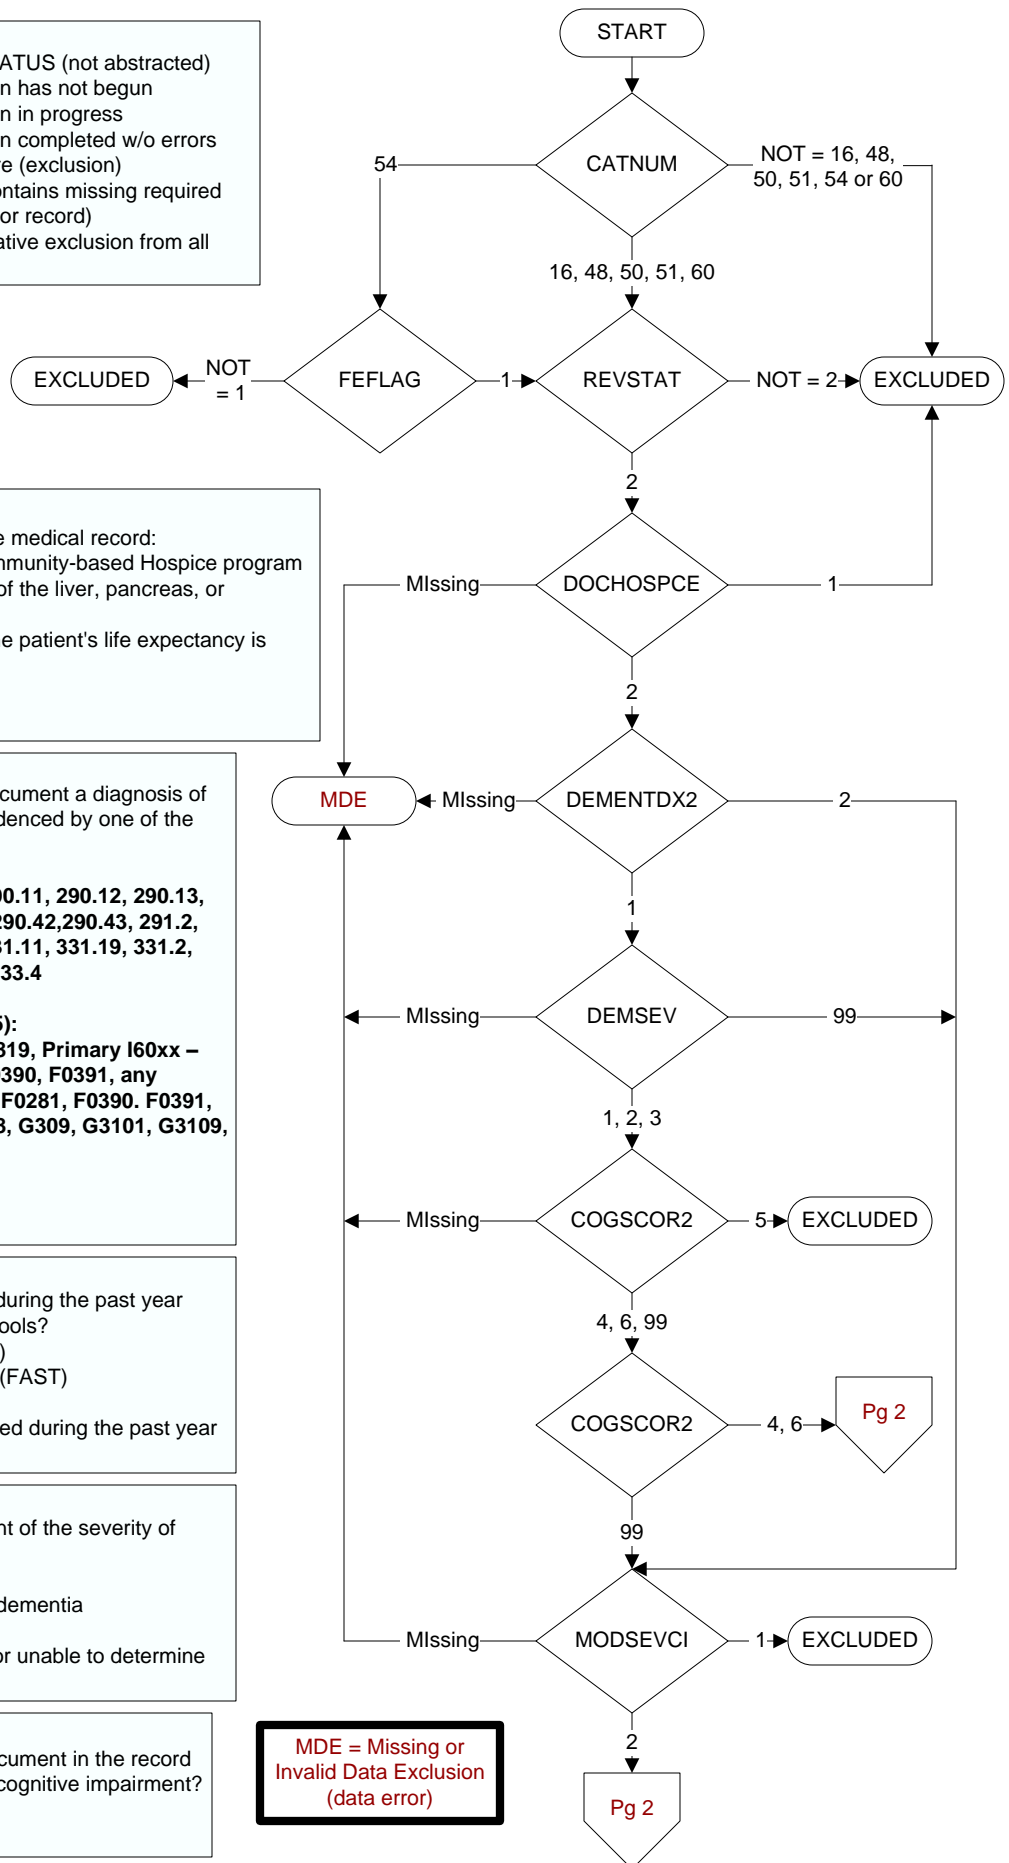 START
ATUS (not abstracted)
n has not begun
n in progress
n completed w/o errors
e (exclusion)
ontains missing required
or record)
ative exclusion from all
54
CATNUM
NOT = 16, 48,
50, 51, 54 or 60
16, 48, 50, 51, 60
EXCLUDED
NOT
= 1
FEFLAG
1
REVSTAT
NOT = 2
EXCLUDED
2
e medical record:
mmunity-based Hospice program
of the liver, pancreas, or
ne patient's life expectancy is
MIssing
DOCHOSPCE
1
2
MDE
MIssing
DEMENTDX2
2
cument a diagnosis of
denced by one of the
90.11, 290.12, 290.13,
290.42,290.43, 291.2,
31.11, 331.19, 331.2,
33.4
5):
319, Primary I60xx –
0390, F0391, any
F0281, F0390. F0391,
8, G309, G3101, G3109,
1
MIssing
DEMSEV
99
1, 2, 3
MIssing
COGSCOR2
5
EXCLUDED
during the past year
ools?
)
(FAST)
ed during the past year
4, 6, 99
COGSCOR2
4, 6
Pg 2
nt of the severity of
dementia
or unable to determine
99
MIssing
MODSEVCI
1
EXCLUDED
cument in the record
cognitive impairment?
MDE = Missing or
Invalid Data Exclusion
(data error)
2
Pg 2